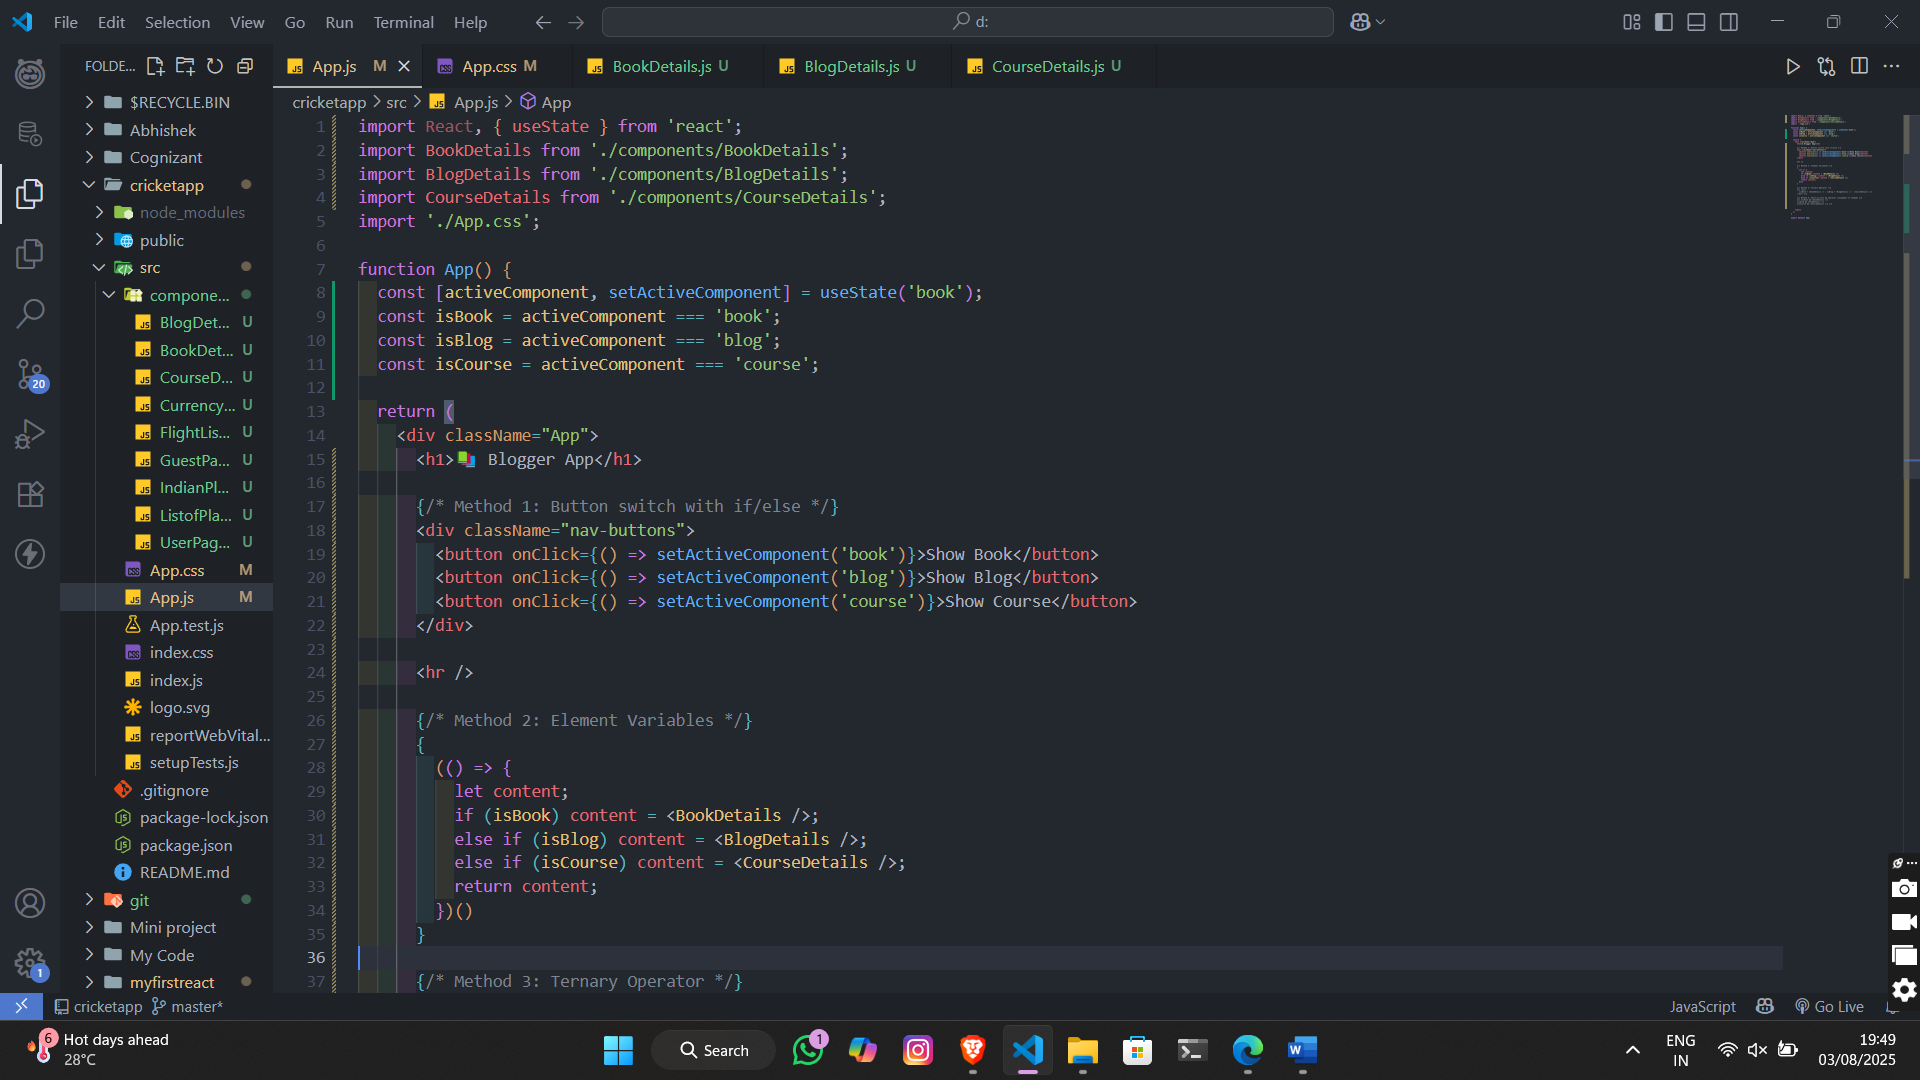 File Edit Selection View Go Run Terminal Help
d:
FOLDE...
App.js M
App.css M
BookDetails.js U
BlogDetails.js U
CourseDetails.js U
cricketapp > src > App.js > App
$RECYCLE.BIN
Abhishek
Cognizant
cricketapp
node_modules
public
src
compone...
BlogDet... U
BookDet... U
CourseD... U
Currency... U
FlightLis... U
GuestPa... U
IndianPl... U
ListofPla... U
UserPag... U
App.css M
App.js M
App.test.js
index.css
index.js
logo.svg
reportWebVital...
setupTests.js
.gitignore
package-lock.json
package.json
README.md
git
Mini project
My Code
myfirstreact
20
1
1 import React, { useState } from 'react';
2 import BookDetails from './components/BookDetails';
3 import BlogDetails from './components/BlogDetails';
4 import CourseDetails from './components/CourseDetails';
5 import './App.css';
6
7 function App() {
8 const [activeComponent, setActiveComponent] = useState('book');
9 const isBook = activeComponent === 'book';
10 const isBlog = activeComponent === 'blog';
11 const isCourse = activeComponent === 'course';
12
13 return (
14 <div className="App">
15 <h1>📚 Blogger App</h1>
16
17 {/* Method 1: Button switch with if/else */}
18 <div className="nav-buttons">
19 <button onClick={() => setActiveComponent('book')}>Show Book</button>
20 <button onClick={() => setActiveComponent('blog')}>Show Blog</button>
21 <button onClick={() => setActiveComponent('course')}>Show Course</button>
22 </div>
23
24 <hr />
25
26 {/* Method 2: Element Variables */}
27 {
28 (() => {
29 let content;
30 if (isBook) content = <BookDetails />;
31 else if (isBlog) content = <BlogDetails />;
32 else if (isCourse) content = <CourseDetails />;
33 return content;
34 })()
35 }
36
37 {/* Method 3: Ternary Operator */}
cricketapp master*
JavaScript
Go Live
6
Hot days ahead
28°C
Search
1
ENG
IN
19:49
03/08/2025